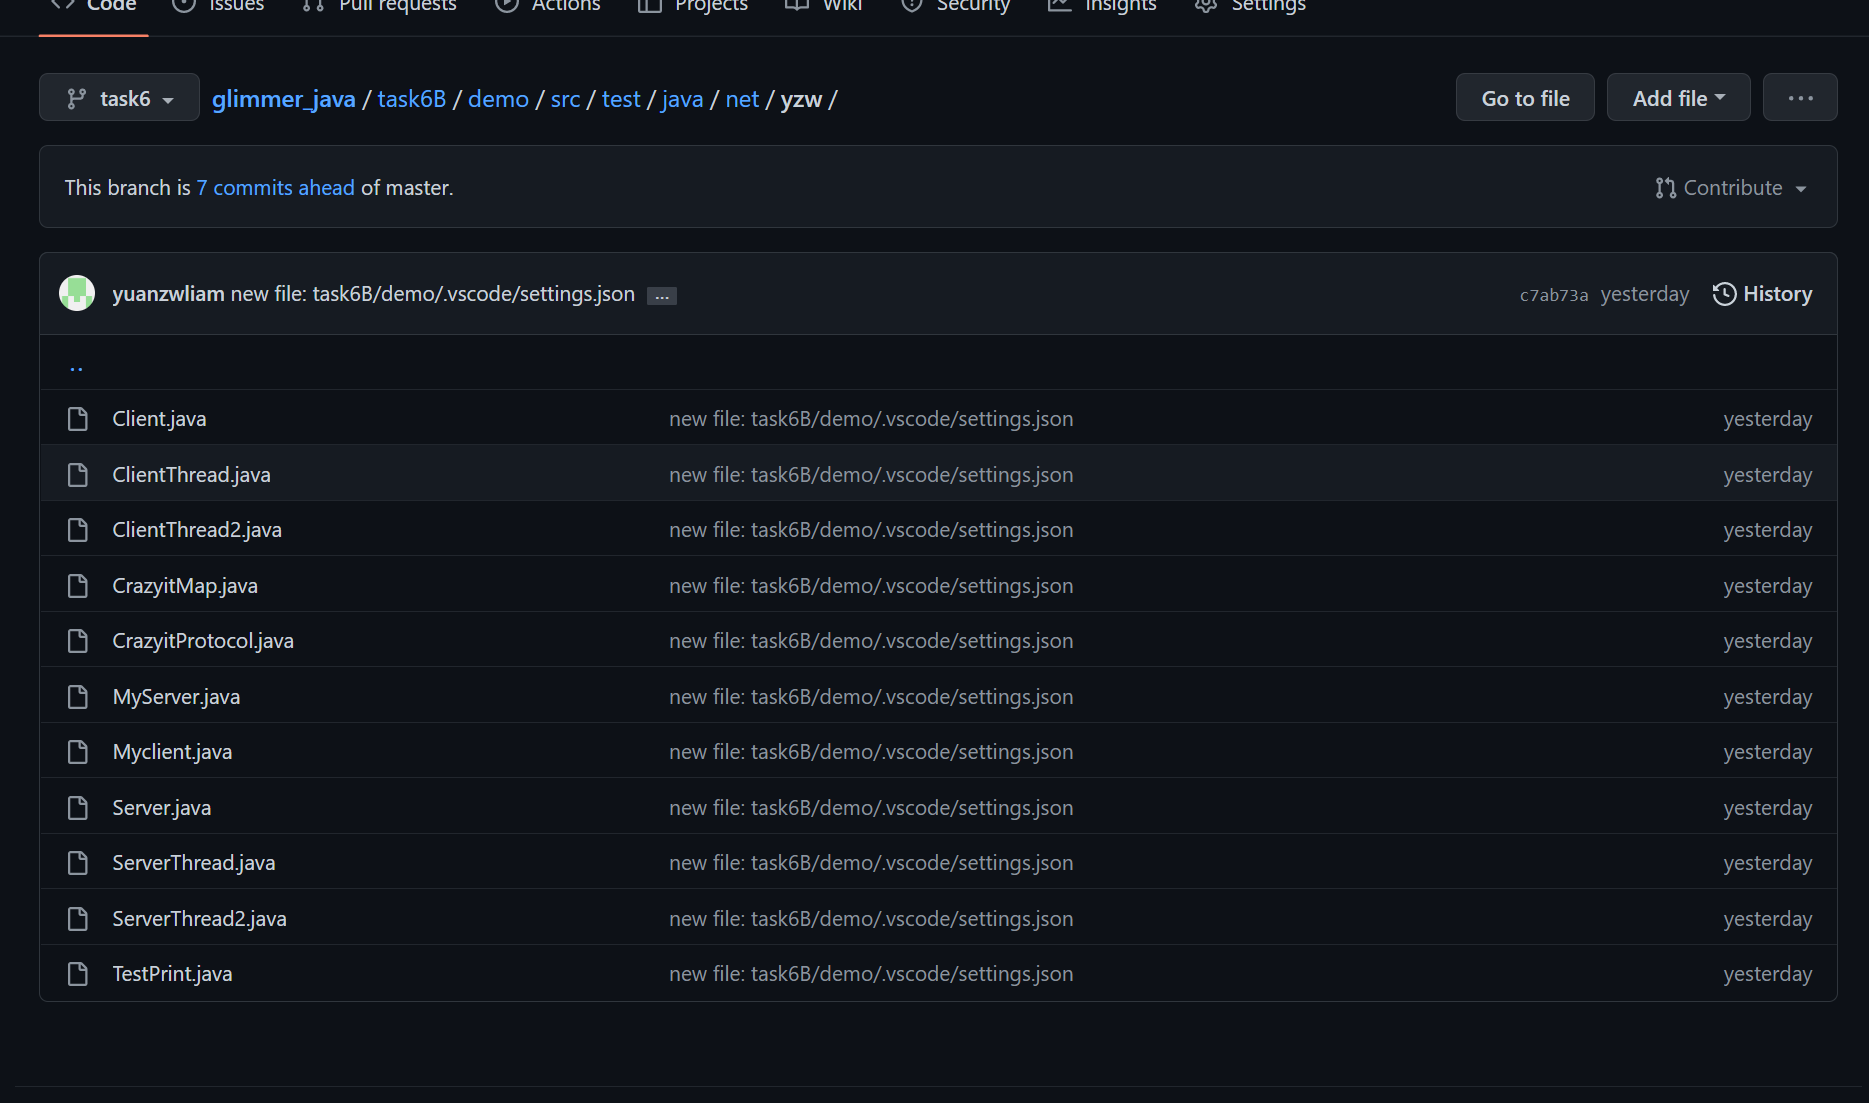 Code Issues Pull requests Actions Projects Wiki Security Insights Settings
task6 glimmer_java / task6B / demo / src / test / java / net / yzw / Go to file Add file ...
This branch is 7 commits ahead of master. Contribute
yuanzwliam new file: task6B/demo/.vscode/settings.json ... c7ab73a yesterday History
..
Client.java new file: task6B/demo/.vscode/settings.json yesterday
ClientThread.java new file: task6B/demo/.vscode/settings.json yesterday
ClientThread2.java new file: task6B/demo/.vscode/settings.json yesterday
CrazyitMap.java new file: task6B/demo/.vscode/settings.json yesterday
CrazyitProtocol.java new file: task6B/demo/.vscode/settings.json yesterday
MyServer.java new file: task6B/demo/.vscode/settings.json yesterday
Myclient.java new file: task6B/demo/.vscode/settings.json yesterday
Server.java new file: task6B/demo/.vscode/settings.json yesterday
ServerThread.java new file: task6B/demo/.vscode/settings.json yesterday
ServerThread2.java new file: task6B/demo/.vscode/settings.json yesterday
TestPrint.java new file: task6B/demo/.vscode/settings.json yesterday